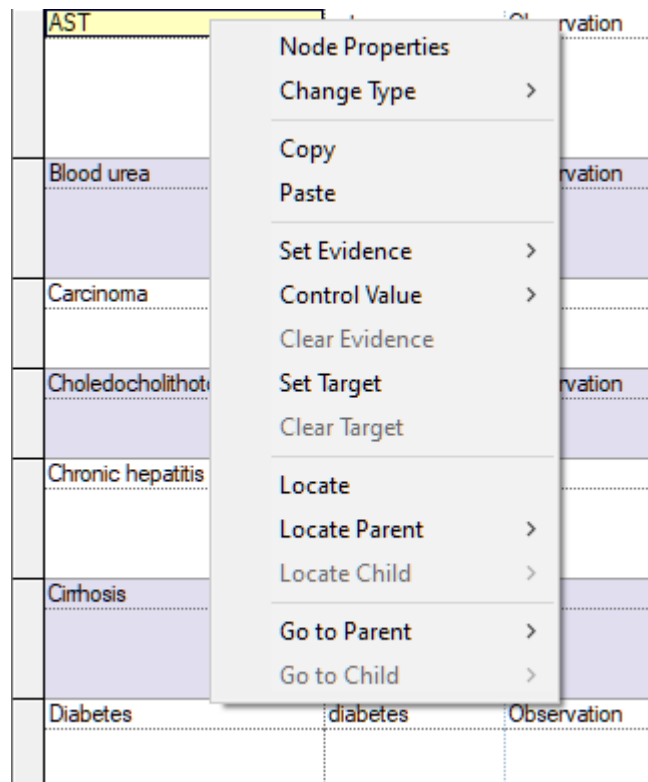 AST
Node Properties
Change Type
Copy
Blood urea
Paste
Set Evidence
Carcinoma
Control Value
Clear Evidence
Set Target
Clear Target
Chronic hepatitis
Locate
Locate Parent
Locate Child
Cirrhosis
Go to Parent
Go to Child
Diabetes diabetes Observation